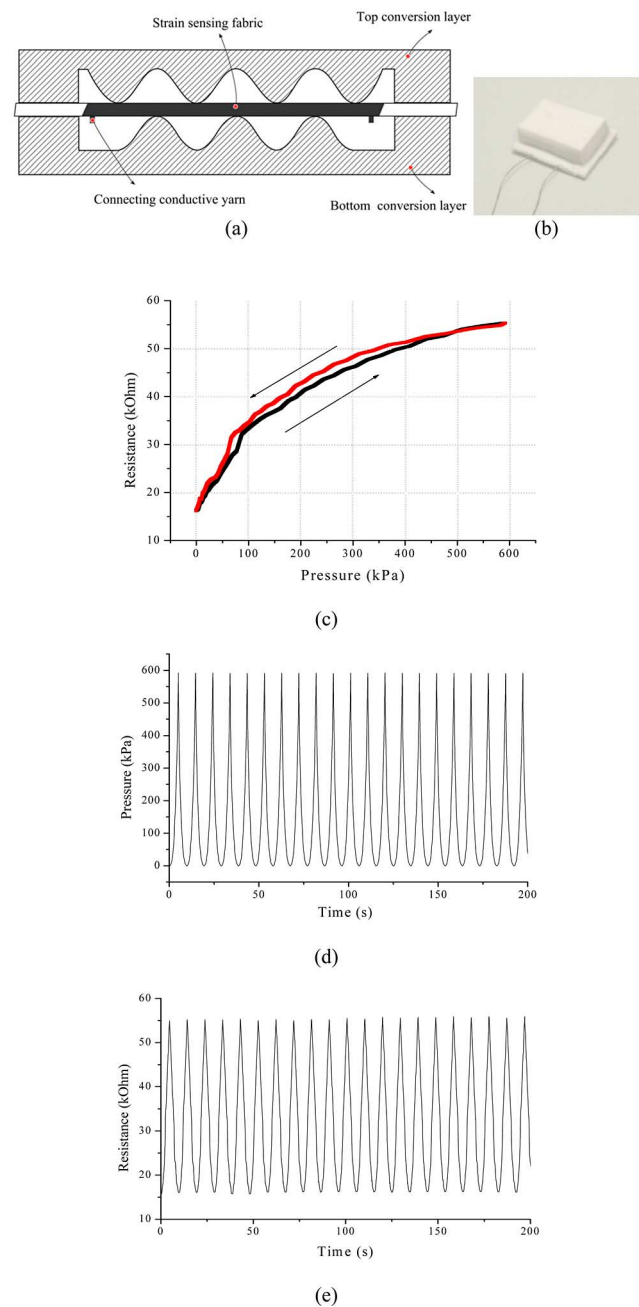 Strain sensing fabric
Top conversion layer
Connecting conductive yarn
Bottom conversion layer
(a)
(b)
60
50
40
30
20
10
Resistance (kOhm)
0 100 200 300 400 500 600
Pressure (kPa)
(c)
600
500
400
300
200
100
0
Pressure (kPa)
0 50 100 150 200
Time (s)
(d)
60
50
40
30
20
10
Resistance (kOhm)
0 50 100 150 200
Time (s)
(e)